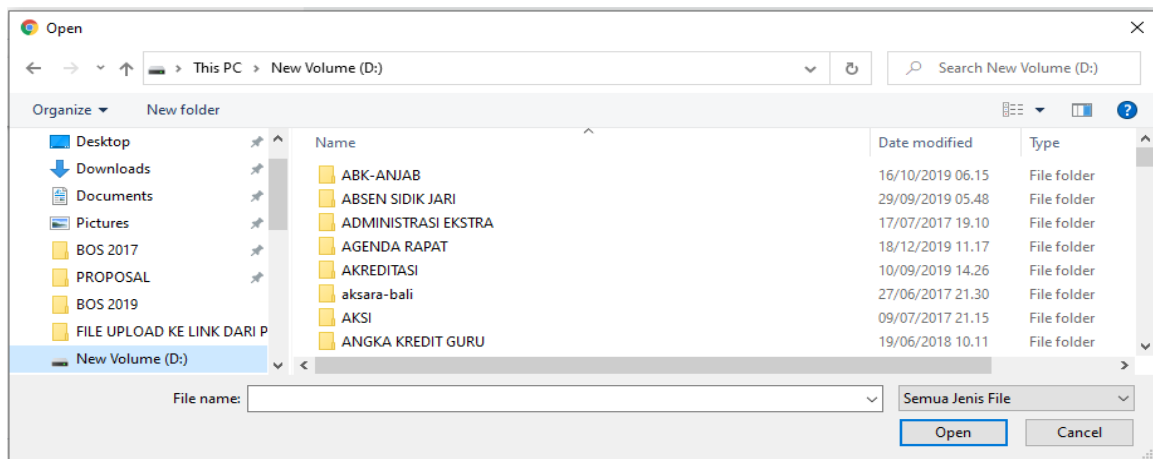 Open
This PC > New Volume (D:)
Search New Volume (D:)
Organize
New folder
Desktop
Downloads
Documents
Pictures
BOS 2017
PROPOSAL
BOS 2019
FILE UPLOAD KE LINK DARI P
New Volume (D:)
Name Date modified Type
ABK-ANJAB 16/10/2019 06.15 File folder
ABSEN SIDIK JARI 29/09/2019 05.48 File folder
ADMINISTRASI EKSTRA 17/07/2017 19.10 File folder
AGENDA RAPAT 18/12/2019 11.17 File folder
AKREDITASI 10/09/2019 14.26 File folder
aksara-bali 27/06/2017 21.30 File folder
AKSI 09/07/2017 21.15 File folder
ANGKA KREDIT GURU 19/06/2018 10.11 File folder
File name:
Semua Jenis File
Open
Cancel